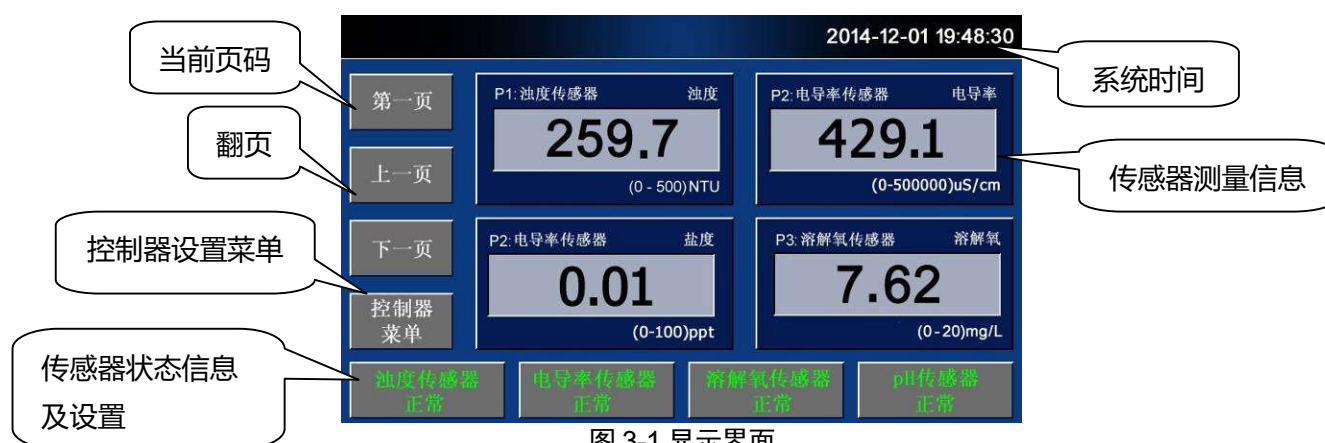 2014-12-01 19:48:30
当前页码
系统时间
第一页
P1:浊度传感器 浊度
259.7
(0-500)NTU
P2:电导率传感器 电导率
429.1
(0-500000)uS/cm
翻页
上一页
传感器测量信息
控制器设置菜单
下一页
P2:电导率传感器 盐度
0.01
(0-100)ppt
P3:溶解氧传感器 溶解氧
7.62
(0-20)mg/L
控制器
菜单
传感器状态信息
及设置
浊度传感器
正常
电导率传感器
正常
溶解氧传感器
正常
pH传感器
正常
图 3-1 显示界面